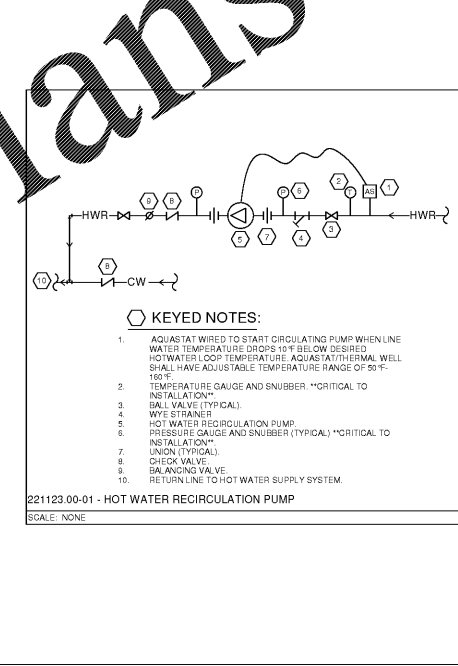 lans
9
8
P
P
6
2
T
AS
1
HWR
HWR
5
7
4
3
10
8
CW
KEYED NOTES:
1. AQUASTAT WIRED TO START CIRCULATING PUMP WHEN LINE
WATER TEMPERATURE DROPS 10°F BELOW DESIRED
HOTWATER LOOP TEMPERATURE. AQUASTAT/THERMAL WELL
SHALL HAVE ADJUSTABLE TEMPERATURE RANGE OF 50°F-
160°F.
2. TEMPERATURE GAUGE AND SNUBBER. **CRITICAL TO
INSTALLATION**.
3. BALL VALVE (TYPICAL).
4. WYE STRAINER
5. HOT WATER RECIRCULATION PUMP.
6. PRESSURE GAUGE AND SNUBBER (TYPICAL) **CRITICAL TO
INSTALLATION**.
7. UNION (TYPICAL).
8. CHECK VALVE.
9. BALANCING VALVE.
10. RETURN LINE TO HOT WATER SUPPLY SYSTEM.
221123.00-01 - HOT WATER RECIRCULATION PUMP
SCALE: NONE